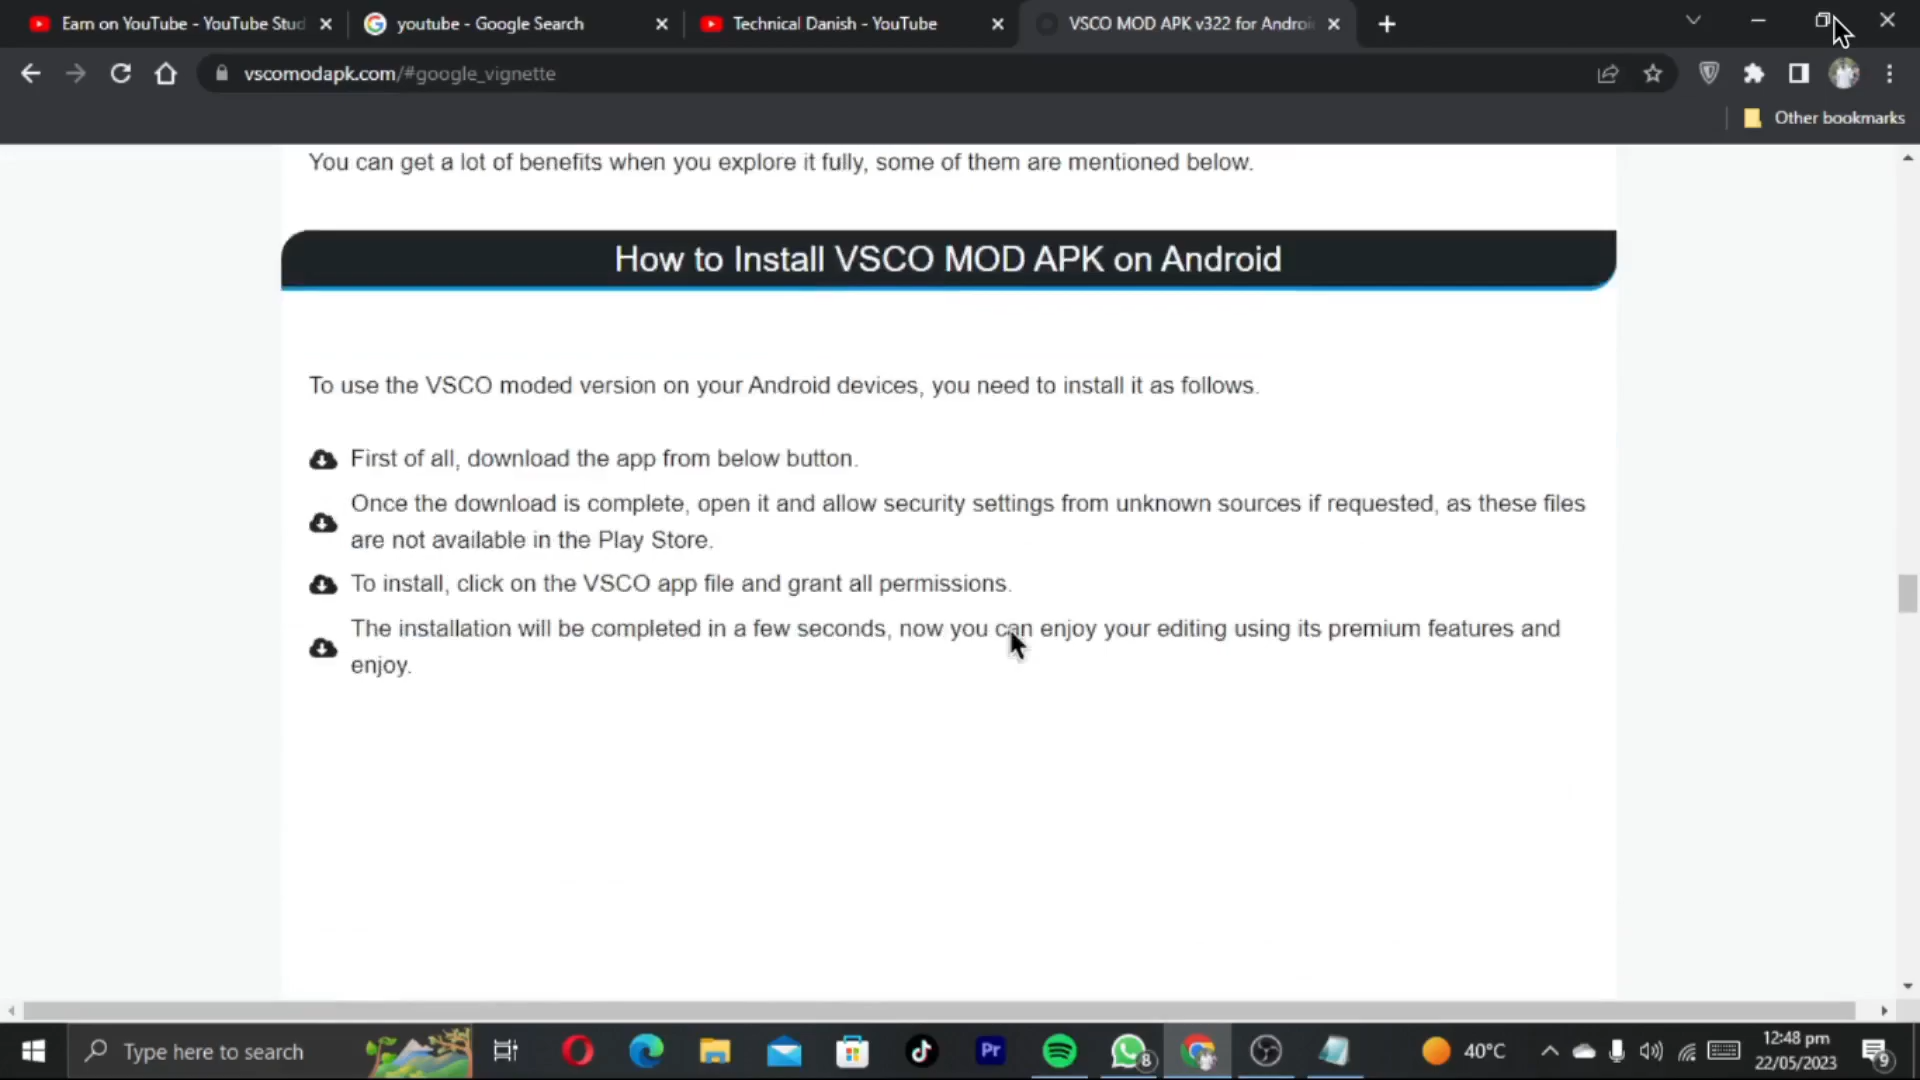 Earn on YouTube - YouTube Stud
youtube - Google Search
Technical Danish - YouTube
VSCO MOD APK v322 for Androi
vscomodapk.com/#google_vignette
Other bookmarks
You can get a lot of benefits when you explore it fully, some of them are mentioned below.
How to Install VSCO MOD APK on Android
To use the VSCO moded version on your Android devices, you need to install it as follows.
First of all, download the app from below button.
Once the download is complete, open it and allow security settings from unknown sources if requested, as these files
are not available in the Play Store.
To install, click on the VSCO app file and grant all permissions.
The installation will be completed in a few seconds, now you can enjoy your editing using its premium features and
enjoy.
Type here to search
Pr
8
40°C
12:48 pm
22/05/2023
9